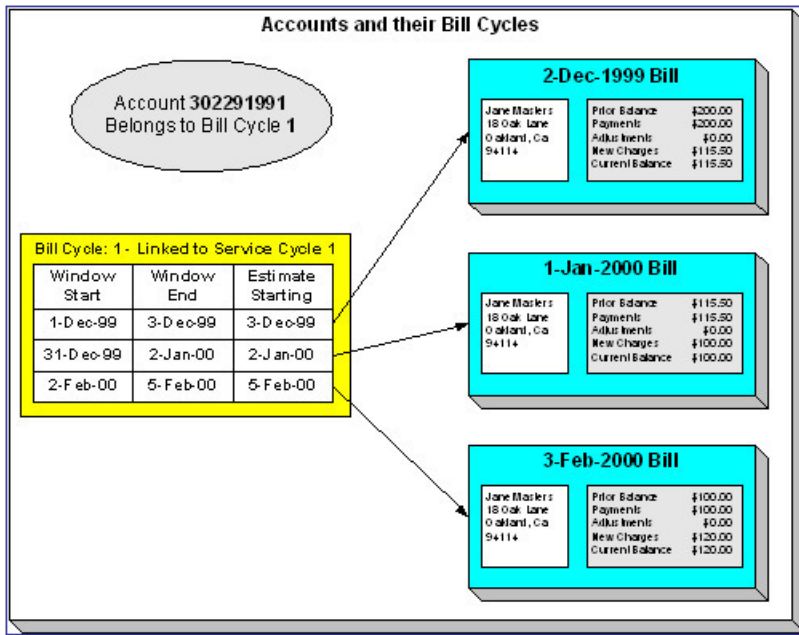 Accounts and their Bill Cycles
Account 302291991
Belongs to Bill Cycle 1
Bill Cycle: 1 - Linked to Service Cycle 1
Window Start Window End Estimate Starting
1-Dec-99 3-Dec-99 3-Dec-99
31-Dec-99 2-Jan-00 2-Jan-00
2-Feb-00 5-Feb-00 5-Feb-00
2-Dec-1999 Bill
Jane Masters
18 Oak Lane
Oakland, Ca
94114
Prior Balance $200.00
Payments $200.00
Adjustments $0.00
New Charges $115.50
Current Balance $115.50
1-Jan-2000 Bill
Jane Masters
18 Oak Lane
Oakland, Ca
94114
Prior Balance $115.50
Payments $115.50
Adjustments $0.00
New Charges $100.00
Current Balance $100.00
3-Feb-2000 Bill
Jane Masters
18 Oak Lane
Oakland, Ca
94114
Prior Balance $100.00
Payments $100.00
Adjustments $0.00
New Charges $120.00
Current Balance $120.00